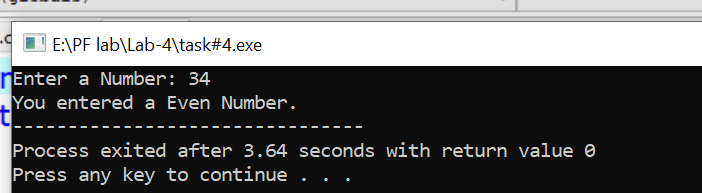 E:\PF lab\Lab-4\task#4.exe
Enter a Number: 34
You entered a Even Number.
--------------------------------
Process exited after 3.64 seconds with return value 0
Press any key to continue . . .